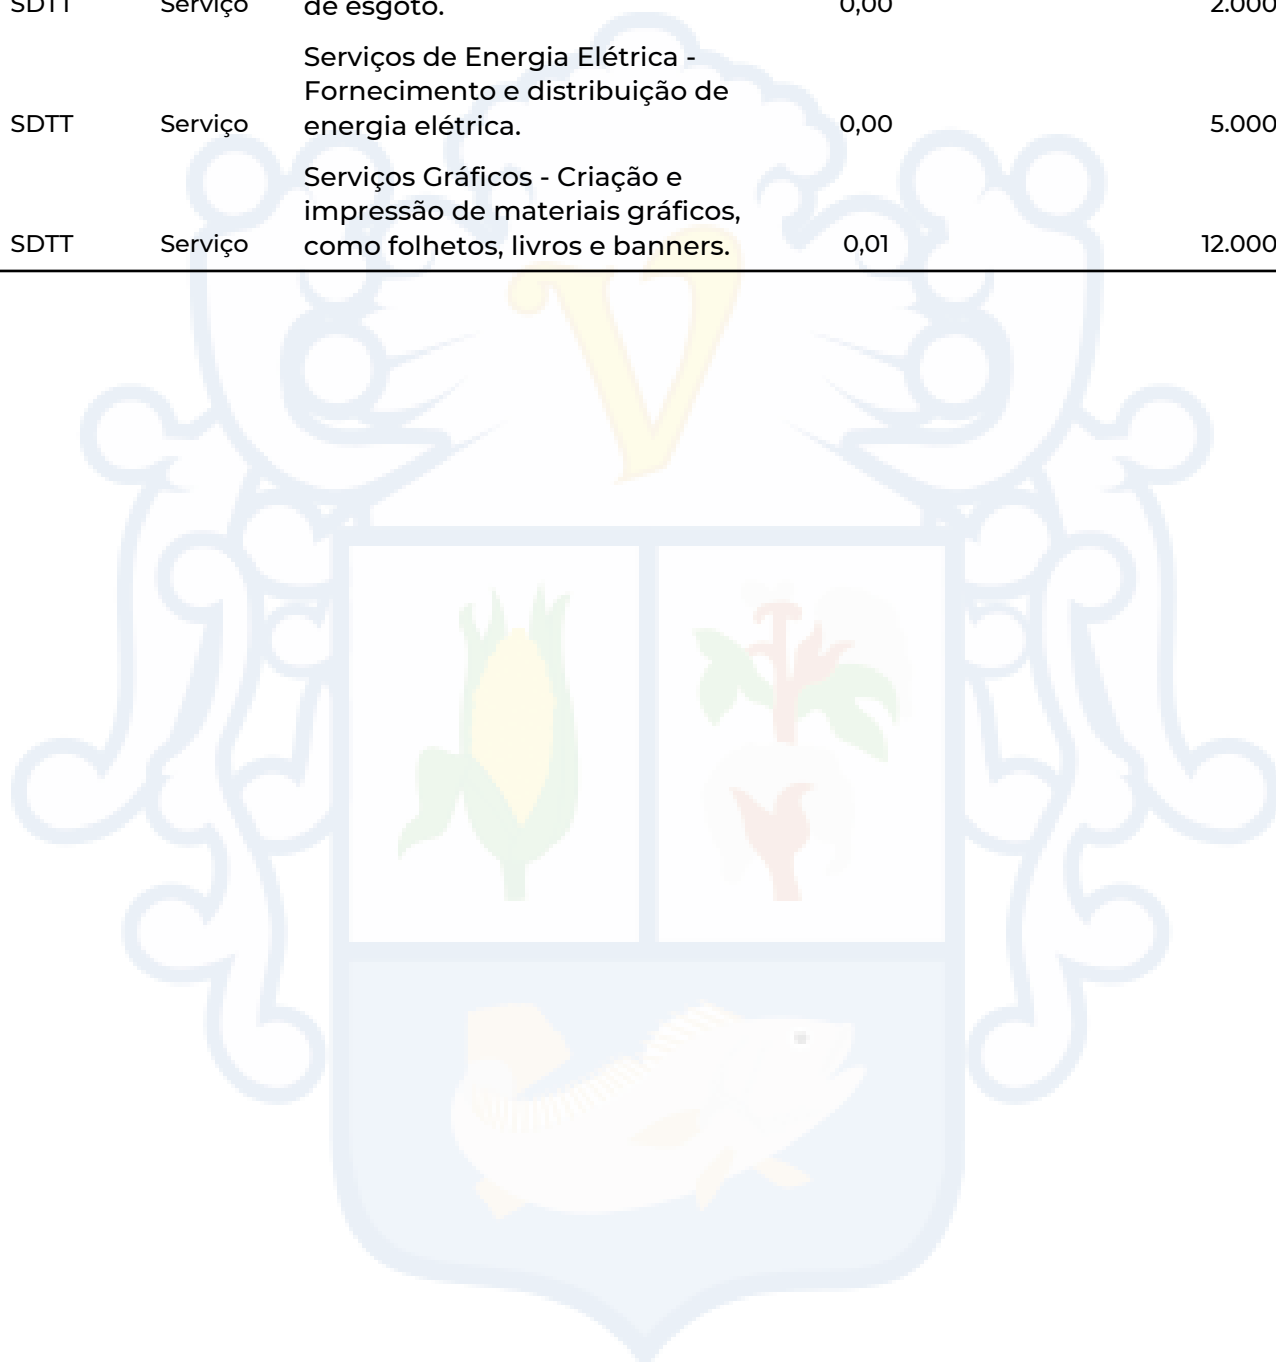 SDTT Serviço de esgoto. 0,00 2.000
Serviços de Energia Elétrica -
Fornecimento e distribuição de
SDTT Serviço energia elétrica. 0,00 5.000
Serviços Gráficos - Criação e
impressão de materiais gráficos,
SDTT Serviço como folhetos, livros e banners. 0,01 12.000
V